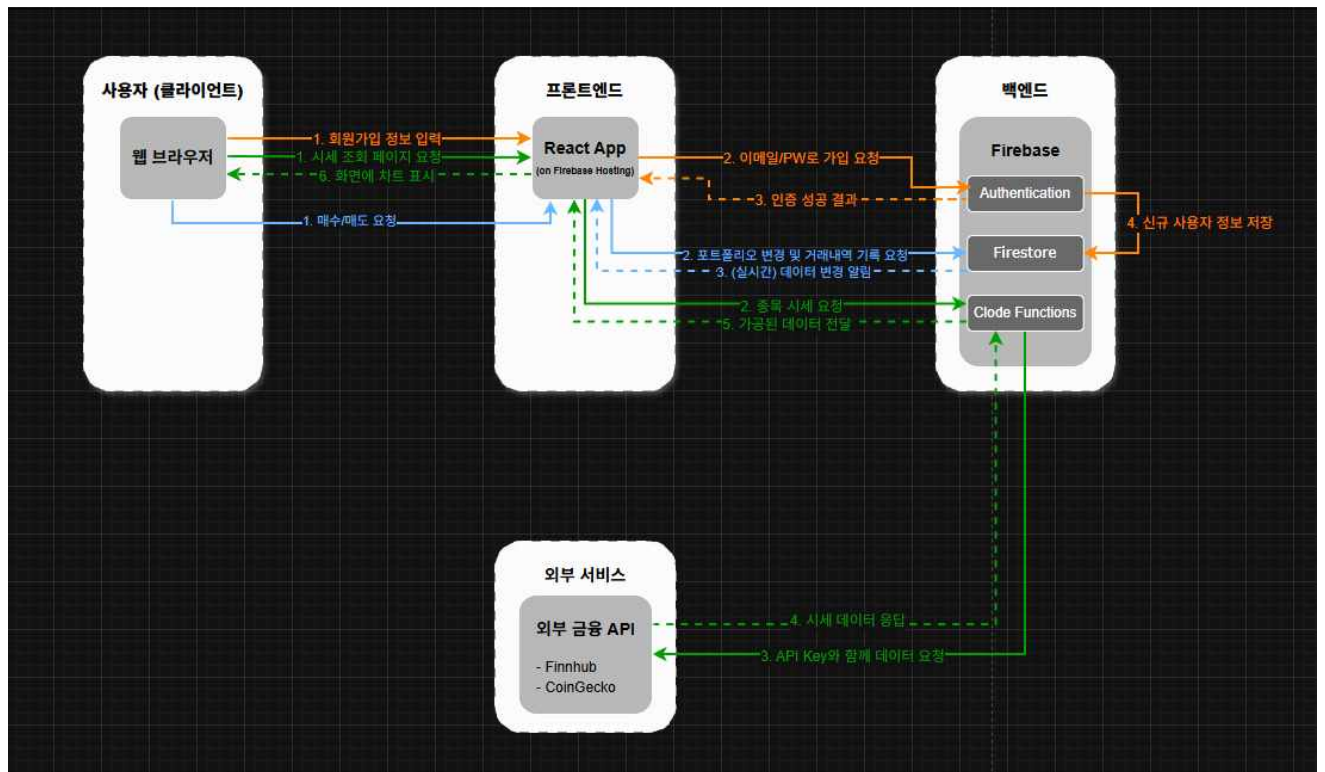 사용자 (클라이언트)
웹 브라우저
프론트엔드
React App
(on Firebase Hosting)
백엔드
Firebase
Authentication
Firestore
Clode Functions
1. 회원가입 정보 입력
1. 시세 조회 페이지 요청
6. 화면에 차트 표시
1. 매수/매도 요청
2. 이메일/PW로 가입 요청
3. 인증 성공 결과
4. 신규 사용자 정보 저장
2. 포트폴리오 변경 및 거래내역 기록 요청
3. (실시간) 데이터 변경 알림
2. 종목 시세 요청
5. 가공된 데이터 전달
외부 서비스
외부 금융 API
- Finnhub
- CoinGecko
4. 시세 데이터 응답
3. API Key와 함께 데이터 요청